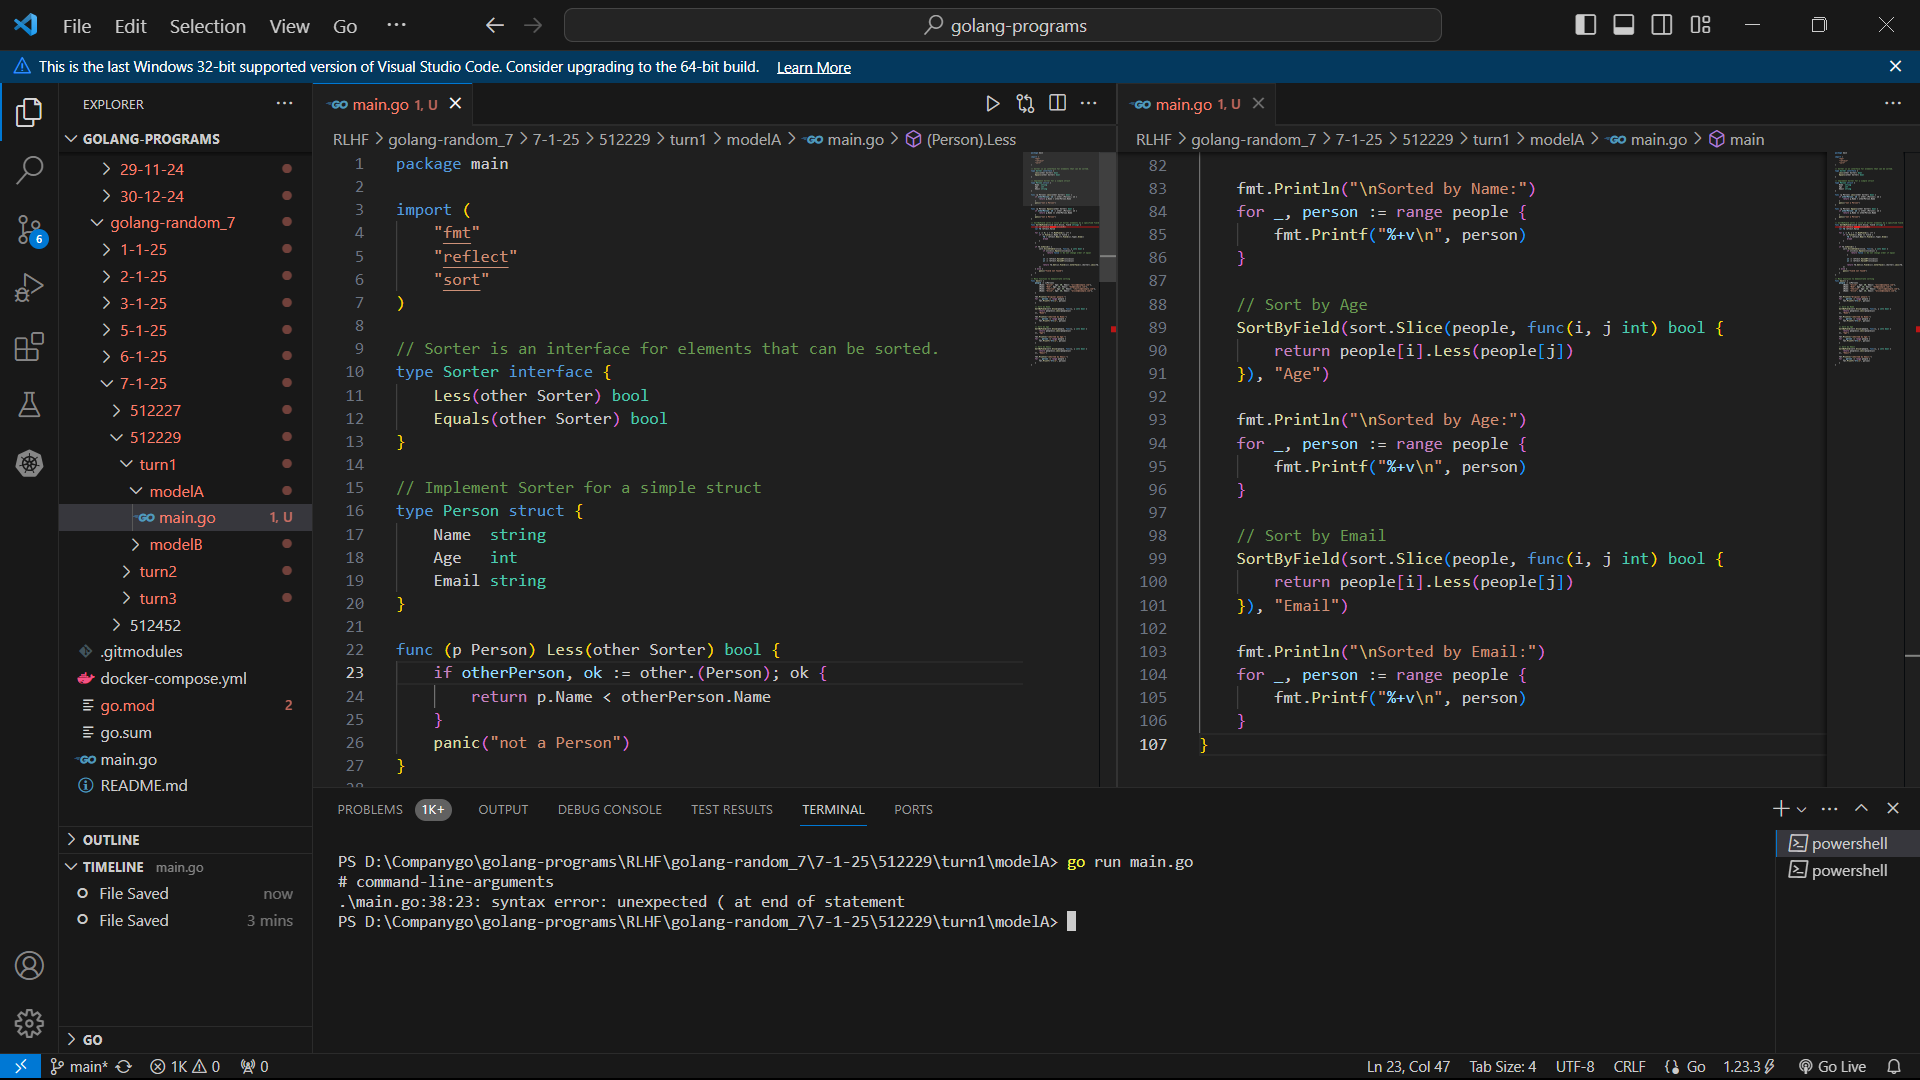 File Edit Selection View Go ···
golang-programs
This is the last Windows 32-bit supported version of Visual Studio Code. Consider upgrading to the 64-bit build. Learn More
EXPLORER
GOLANG-PROGRAMS
29-11-24
30-12-24
golang-random_7
1-1-25
2-1-25
3-1-25
5-1-25
6-1-25
7-1-25
512227
512229
turn1
modelA
main.go 1, U
modelB
turn2
turn3
512452
.gitmodules
docker-compose.yml
go.mod 2
go.sum
main.go
README.md
OUTLINE
TIMELINE main.go
File Saved now
File Saved 3 mins
GO
6
main.go 1, U
RLHF > golang-random_7 > 7-1-25 > 512229 > turn1 > modelA > main.go > (Person).Less
1 package main
2
3 import (
4 "fmt"
5 "reflect"
6 "sort"
7 )
8
9 // Sorter is an interface for elements that can be sorted.
10 type Sorter interface {
11 Less(other Sorter) bool
12 Equals(other Sorter) bool
13 }
14
15 // Implement Sorter for a simple struct
16 type Person struct {
17 Name string
18 Age int
19 Email string
20 }
21
22 func (p Person) Less(other Sorter) bool {
23 if otherPerson, ok := other.(Person); ok {
24 return p.Name < otherPerson.Name
25 }
26 panic("not a Person")
27 }
main.go 1, U
RLHF > golang-random_7 > 7-1-25 > 512229 > turn1 > modelA > main.go > main
82
83 fmt.Println("\nSorted by Name:")
84 for _, person := range people {
85 fmt.Printf("%+v\n", person)
86 }
87
88 // Sort by Age
89 SortByField(sort.Slice(people, func(i, j int) bool {
90 return people[i].Less(people[j])
91 }), "Age")
92
93 fmt.Println("\nSorted by Age:")
94 for _, person := range people {
95 fmt.Printf("%+v\n", person)
96 }
97
98 // Sort by Email
99 SortByField(sort.Slice(people, func(i, j int) bool {
100 return people[i].Less(people[j])
101 }), "Email")
102
103 fmt.Println("\nSorted by Email:")
104 for _, person := range people {
105 fmt.Printf("%+v\n", person)
106 }
107 }
PROBLEMS 1K+ OUTPUT DEBUG CONSOLE TEST RESULTS TERMINAL PORTS
PS D:\Companygo\golang-programs\RLHF\golang-random_7\7-1-25\512229\turn1\modelA> go run main.go
# command-line-arguments
.\main.go:38:23: syntax error: unexpected ( at end of statement
PS D:\Companygo\golang-programs\RLHF\golang-random_7\7-1-25\512229\turn1\modelA>
powershell
powershell
main* 1K 0 0 Ln 23, Col 47 Tab Size: 4 UTF-8 CRLF Go 1.23.3 Go Live